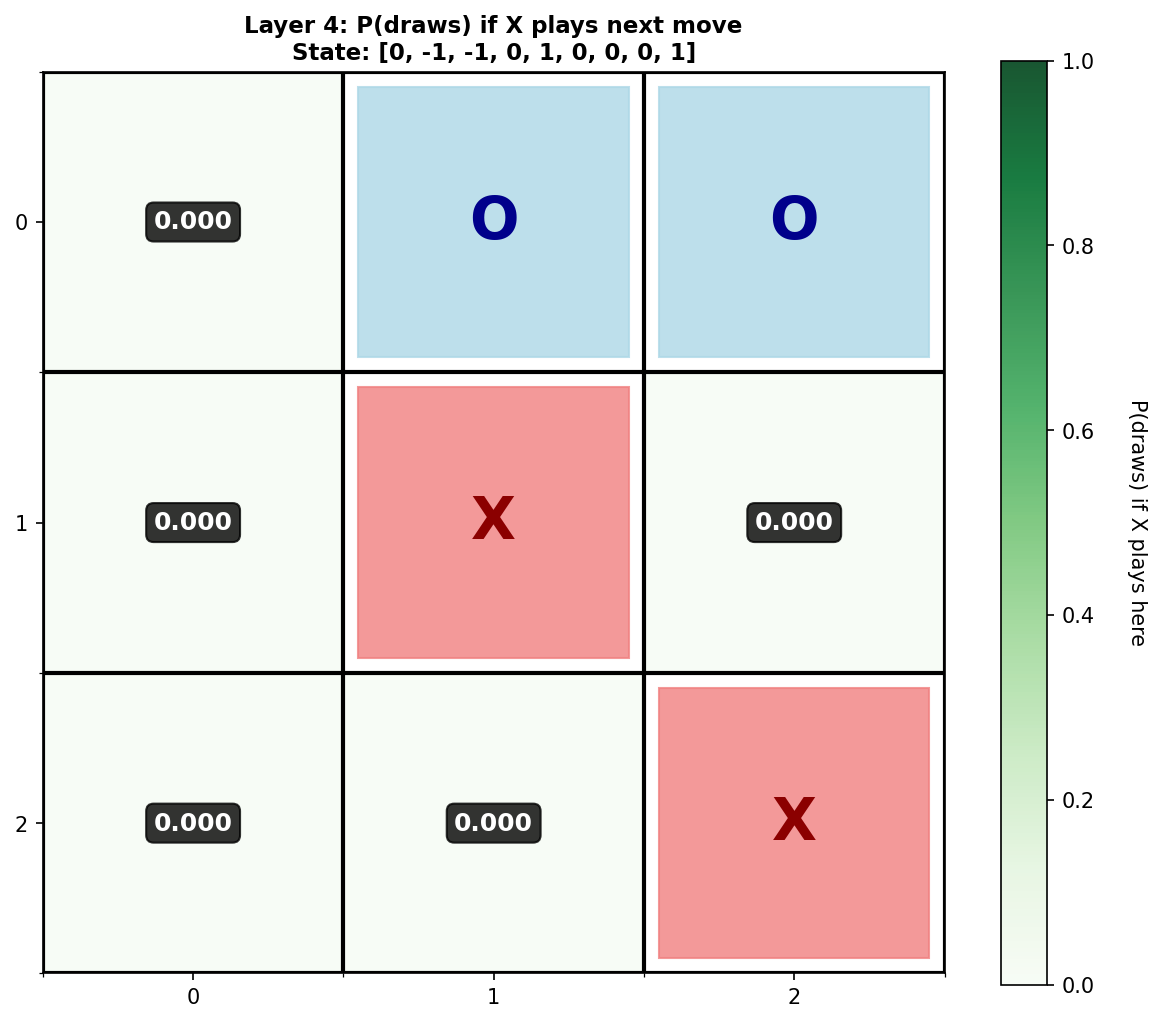 Layer 4: P(draws) if X plays next move
State: [0, -1, -1, 0, 1, 0, 0, 0, 1]
0
0.000
O
O
1
0.000
X
0.000
2
0.000
0.000
X
0
1
2
1.0
0.8
0.6
0.4
0.2
0.0
P(draws) if X plays here